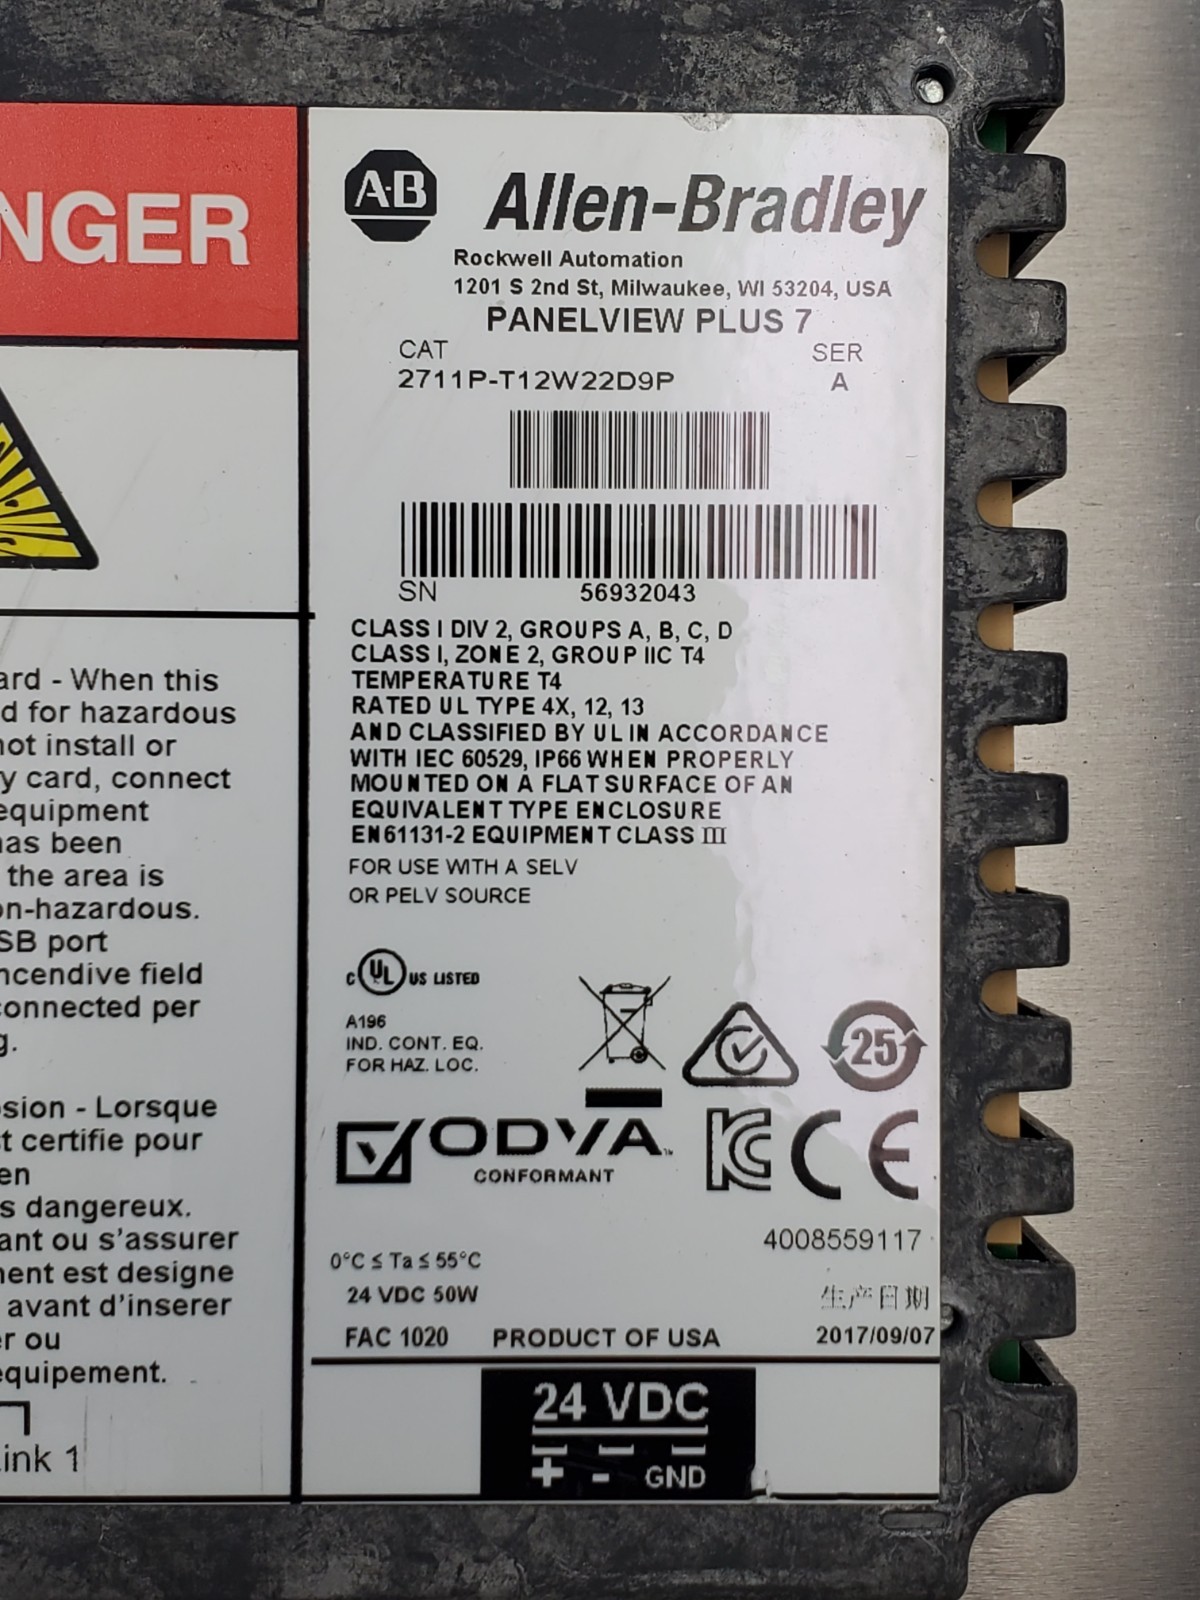 NGER
ard - When this
d for hazardous
not install or
y card, connect
equipment
has been
the area is
on-hazardous.
SB port
ncendive field
connected per
g.
osion - Lorsque
st certifie pour
en
s dangereux.
ant ou s'assurer
ment est designe
avant d'inserer
er ou
equipement.
Link 1
A-B Allen-Bradley
Rockwell Automation
1201 S 2nd St, Milwaukee, WI 53204, USA
PANELVIEW PLUS 7
CAT SER
2711P-T12W22D9P A
SN 56932043
CLASS I DIV 2, GROUPS A, B, C, D
CLASS I, ZONE 2, GROUP IIC T4
TEMPERATURE T4
RATED UL TYPE 4X, 12, 13
AND CLASSIFIED BY UL IN ACCORDANCE
WITH IEC 60529, IP66 WHEN PROPERLY
MOUNTED ON A FLAT SURFACE OF AN
EQUIVALENT TYPE ENCLOSURE
EN61131-2 EQUIPMENT CLASS III
FOR USE WITH A SELV
OR PELV SOURCE
C UL US LISTED
A196
IND. CONT. EQ.
FOR HAZ. LOC.
25
ODVA™
CONFORMANT
KC CE
4008559117
0°C ≤ Ta ≤ 55°C
24 VDC 50W
生产日期
FAC 1020 PRODUCT OF USA 2017/09/07
24 VDC
+ - GND